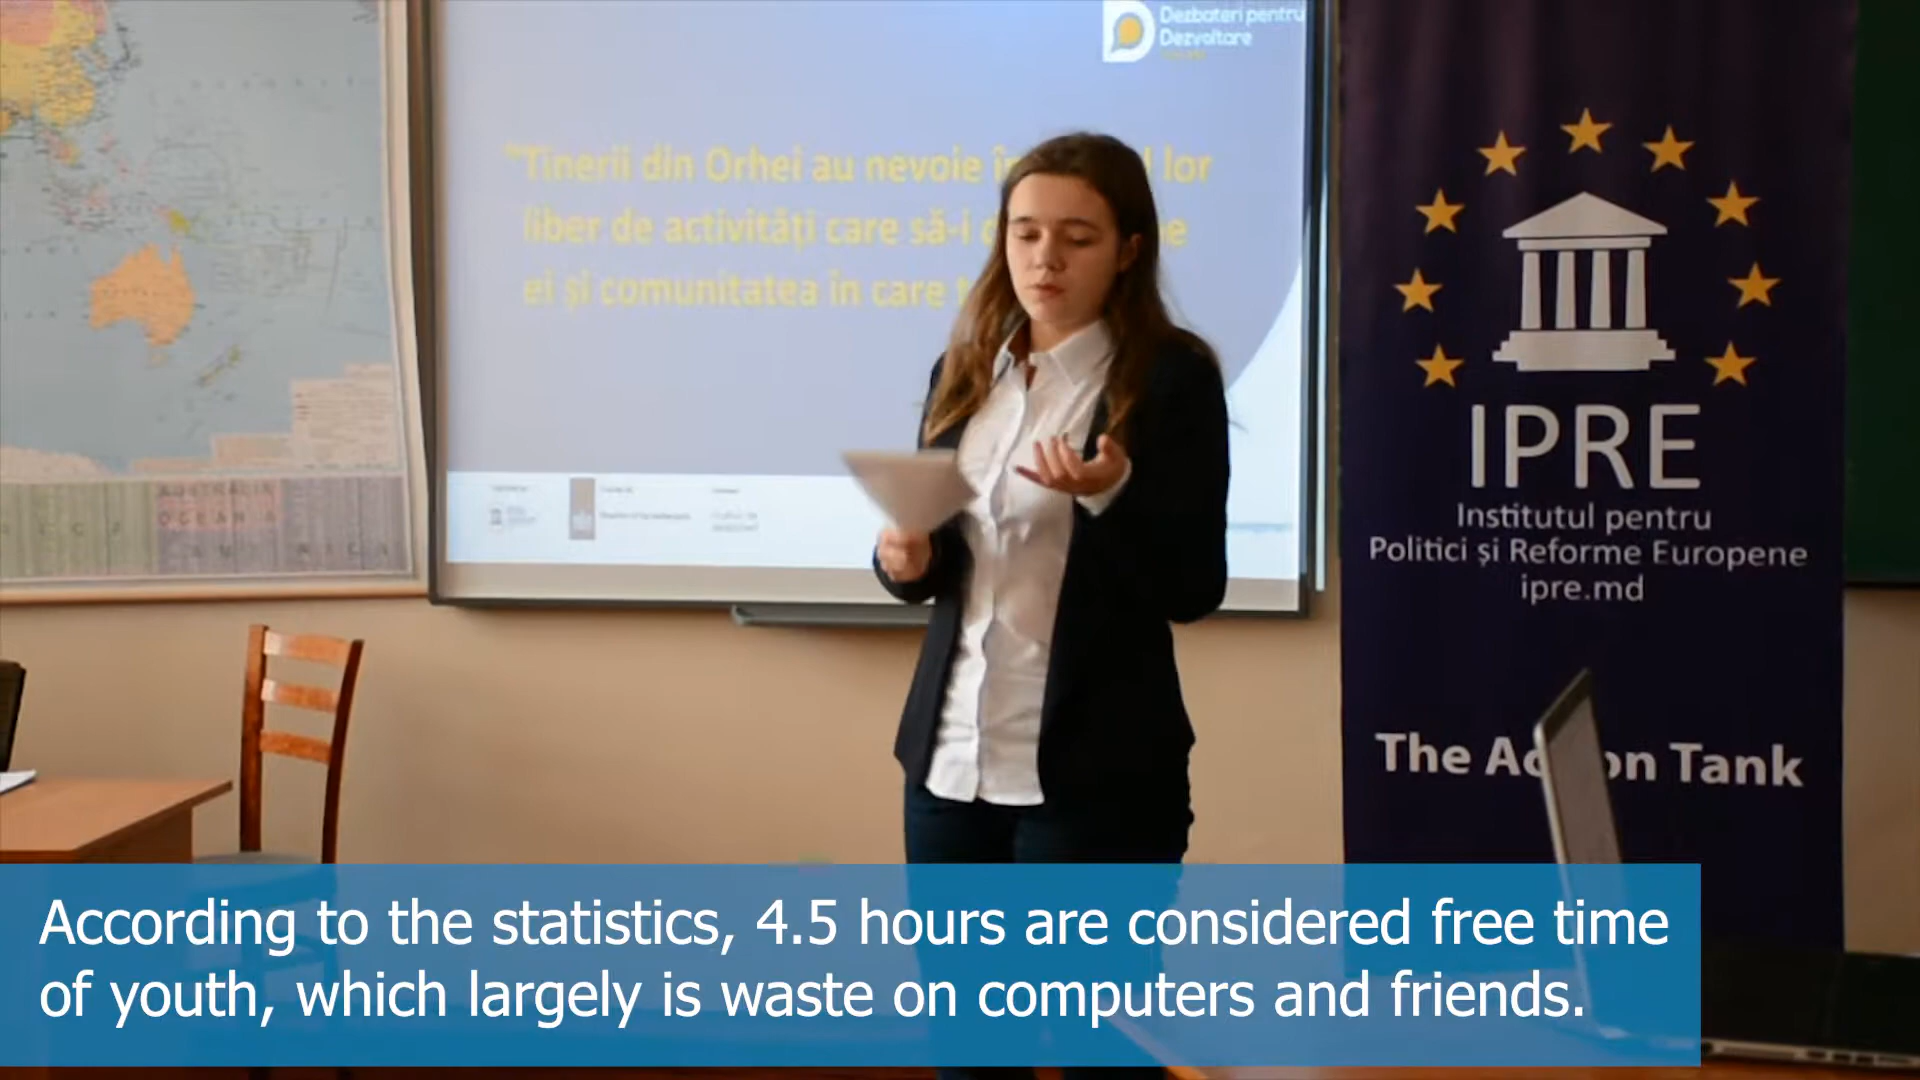 Dezbateri pentru
Dezvoltare
"Tinerii din Orhei au nevoie în lor
liber de activități care să-i
ei și comunitatea în care
IPRE
Institutul pentru
Politici și Reforme Europene
ipre.md
The Action Tank
According to the statistics, 4.5 hours are considered free time
of youth, which largely is waste on computers and friends.